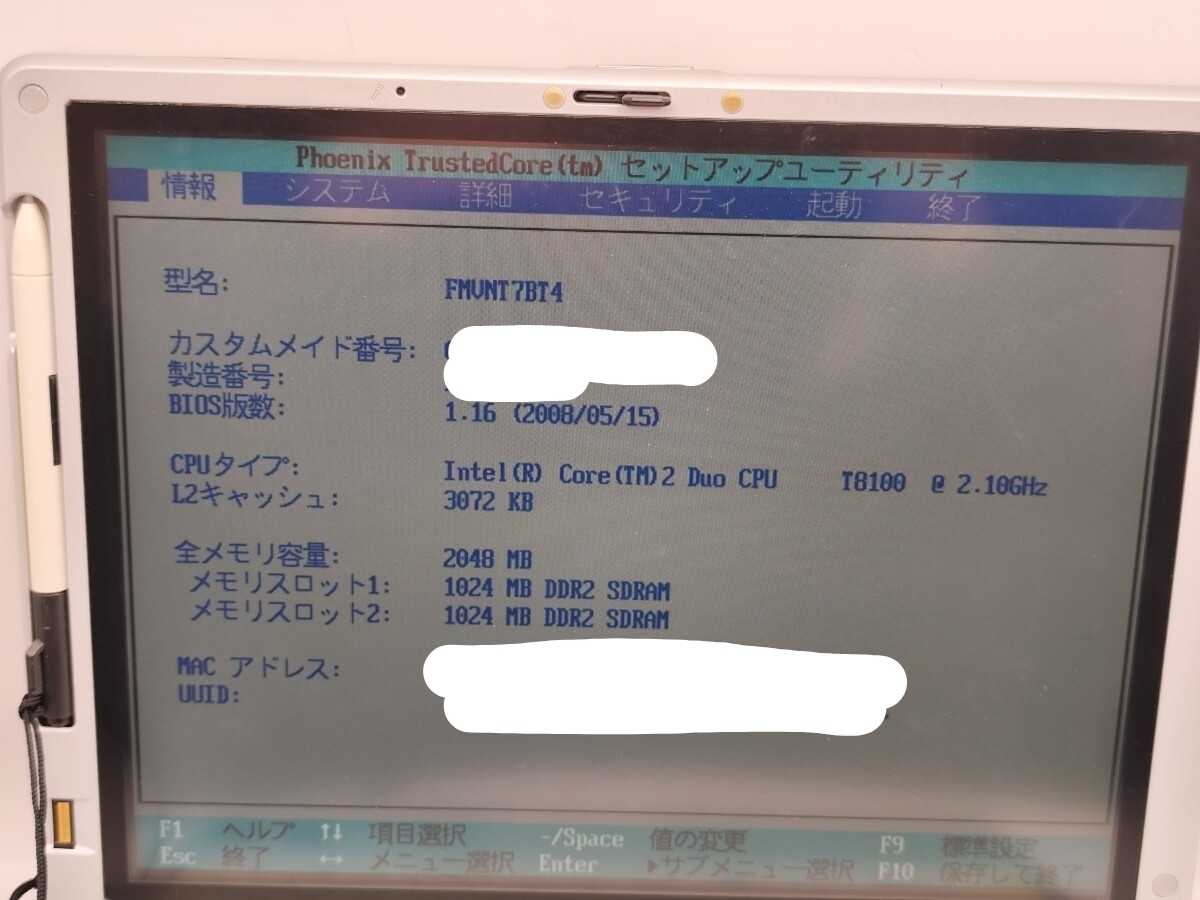 Phoenix TrustedCore(tm) セットアップユーティリティ
情報 システム 詳細 セキュリティ 起動 終了
型名: FMVNT7BT4
カスタムメイド番号:
製造番号:
BIOS版数: 1.16 (2008/05/15)
CPUタイプ: Intel(R) Core(TM)2 Duo CPU T8100 @ 2.10GHz
L2キャッシュ: 3072 KB
全メモリ容量: 2048 MB
メモリスロット1: 1024 MB DDR2 SDRAM
メモリスロット2: 1024 MB DDR2 SDRAM
MAC アドレス:
UUID:
F1 ヘルプ ↑↓ 項目選択 -/Space 値の変更 F9 標準設定
Esc 終了 ←→ メニュー選択 Enter ▶サブメニュー選択 F10 保存して終了